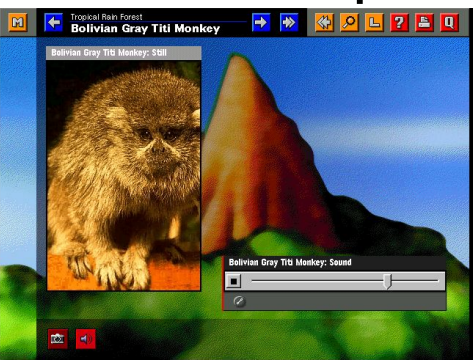 M
Tropical Rain Forest
Bolivian Gray Titi Monkey
L
?
Q
Bolivian Gray Titi Monkey: Still
Bolivian Gray Titi Monkey: Sound